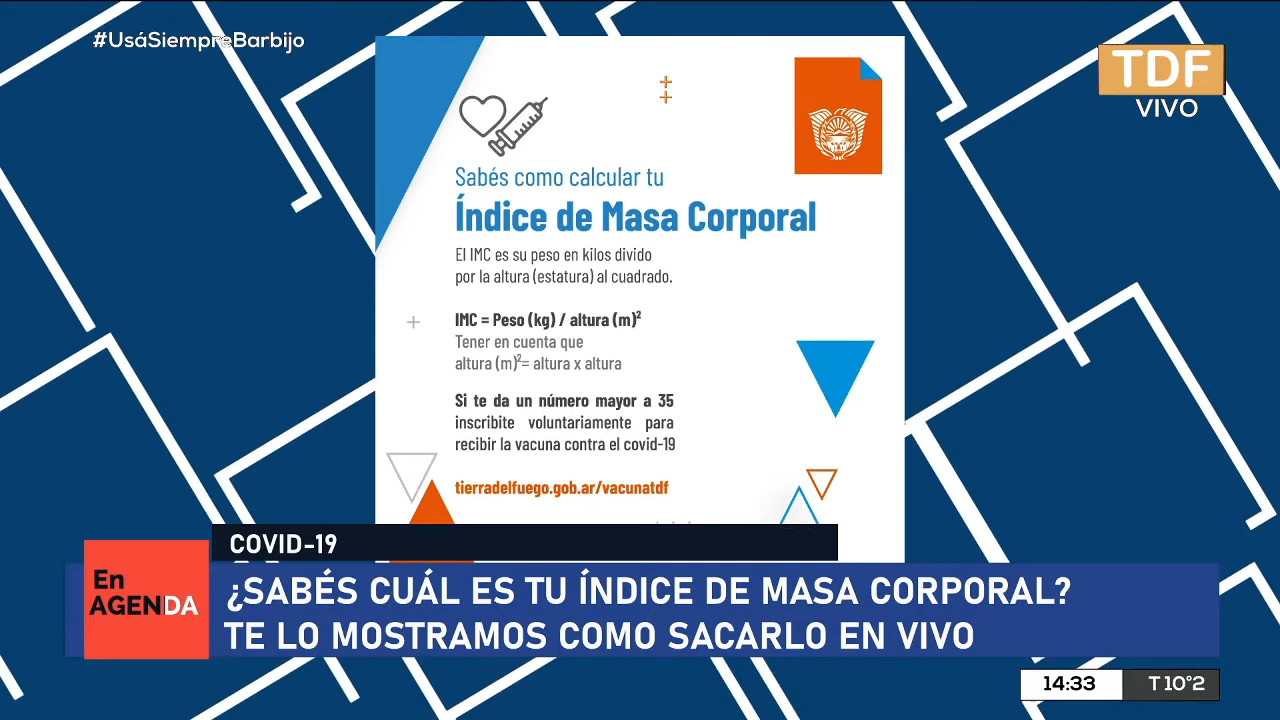 #UsáSiempreBarbijo
TDF
VIVO
Sabés como calcular tu
Índice de Masa Corporal
El IMC es su peso en kilos divido
por la altura (estatura) al cuadrado.
IMC = Peso (kg) / altura (m)²
Tener en cuenta que
altura (m)²= altura x altura
Si te da un número mayor a 35
inscribite voluntariamente para
recibir la vacuna contra el covid-19
tierradelfuego.gob.ar/vacunatdf
COVID-19
En
AGENDA
¿SABÉS CUÁL ES TU ÍNDICE DE MASA CORPORAL?
TE LO MOSTRAMOS COMO SACARLO EN VIVO
14:33 T10°2